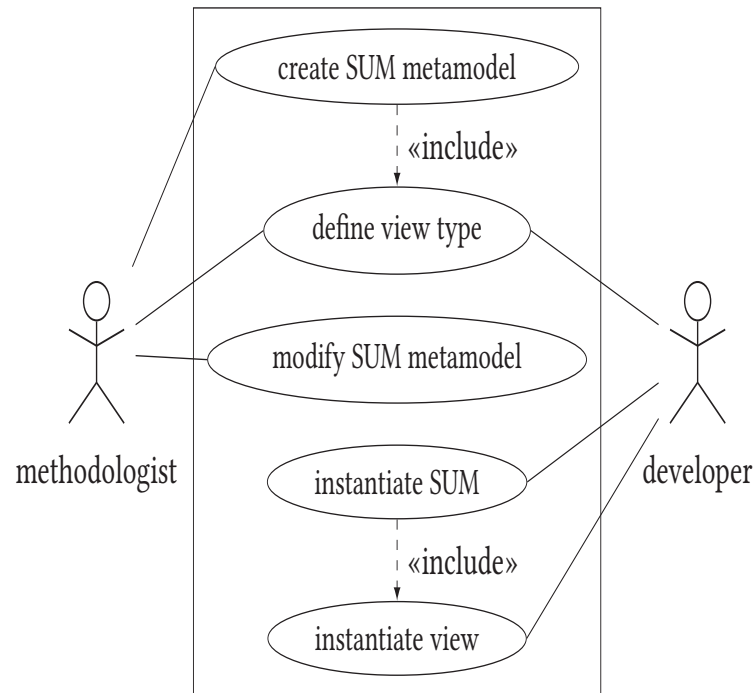 create SUM metamodel
«include»
define view type
modify SUM metamodel
methodologist
instantiate SUM
developer
«include»
instantiate view